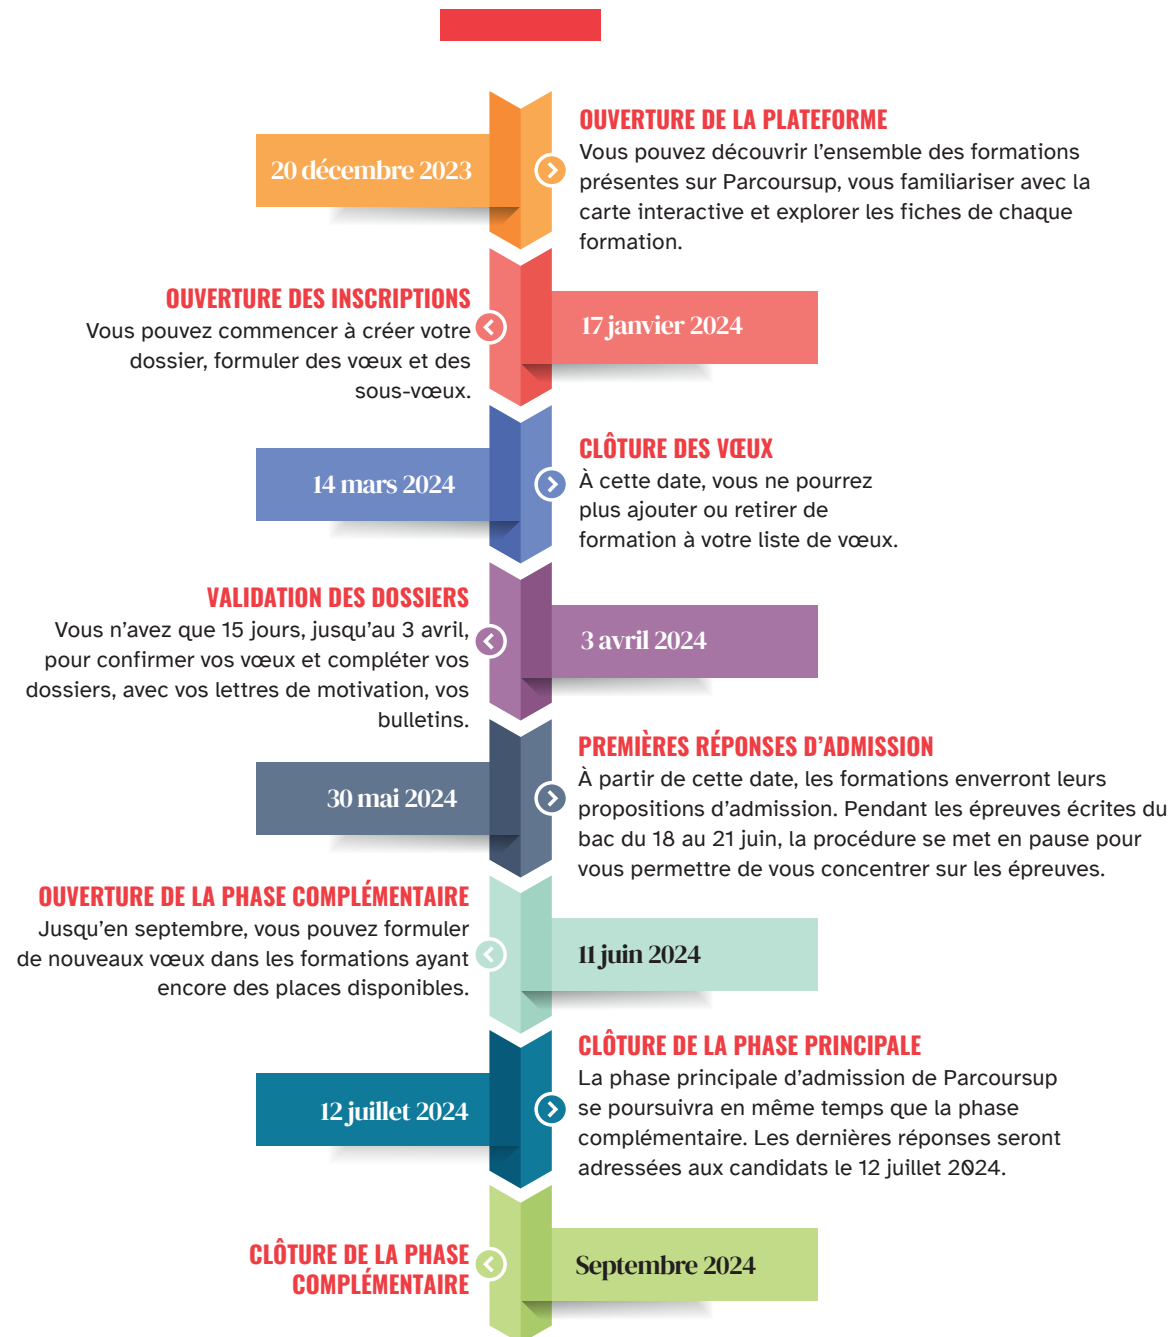 20 décembre 2023
OUVERTURE DE LA PLATEFORME
Vous pouvez découvrir l’ensemble des formations
présentes sur Parcoursup, vous familiariser avec la
carte interactive et explorer les fiches de chaque
formation.
OUVERTURE DES INSCRIPTIONS
Vous pouvez commencer à créer votre
dossier, formuler des vœux et des
sous-vœux.
17 janvier 2024
14 mars 2024
CLÔTURE DES VŒUX
À cette date, vous ne pourrez
plus ajouter ou retirer de
formation à votre liste de vœux.
VALIDATION DES DOSSIERS
Vous n’avez que 15 jours, jusqu’au 3 avril,
pour confirmer vos vœux et compléter vos
dossiers, avec vos lettres de motivation, vos
bulletins.
3 avril 2024
30 mai 2024
PREMIÈRES RÉPONSES D’ADMISSION
À partir de cette date, les formations enverront leurs
propositions d’admission. Pendant les épreuves écrites du
bac du 18 au 21 juin, la procédure se met en pause pour
vous permettre de vous concentrer sur les épreuves.
OUVERTURE DE LA PHASE COMPLÉMENTAIRE
Jusqu’en septembre, vous pouvez formuler
de nouveaux vœux dans les formations ayant
encore des places disponibles.
11 juin 2024
12 juillet 2024
CLÔTURE DE LA PHASE PRINCIPALE
La phase principale d’admission de Parcoursup
se poursuivra en même temps que la phase
complémentaire. Les dernières réponses seront
adressées aux candidats le 12 juillet 2024.
CLÔTURE DE LA PHASE
COMPLÉMENTAIRE
Septembre 2024